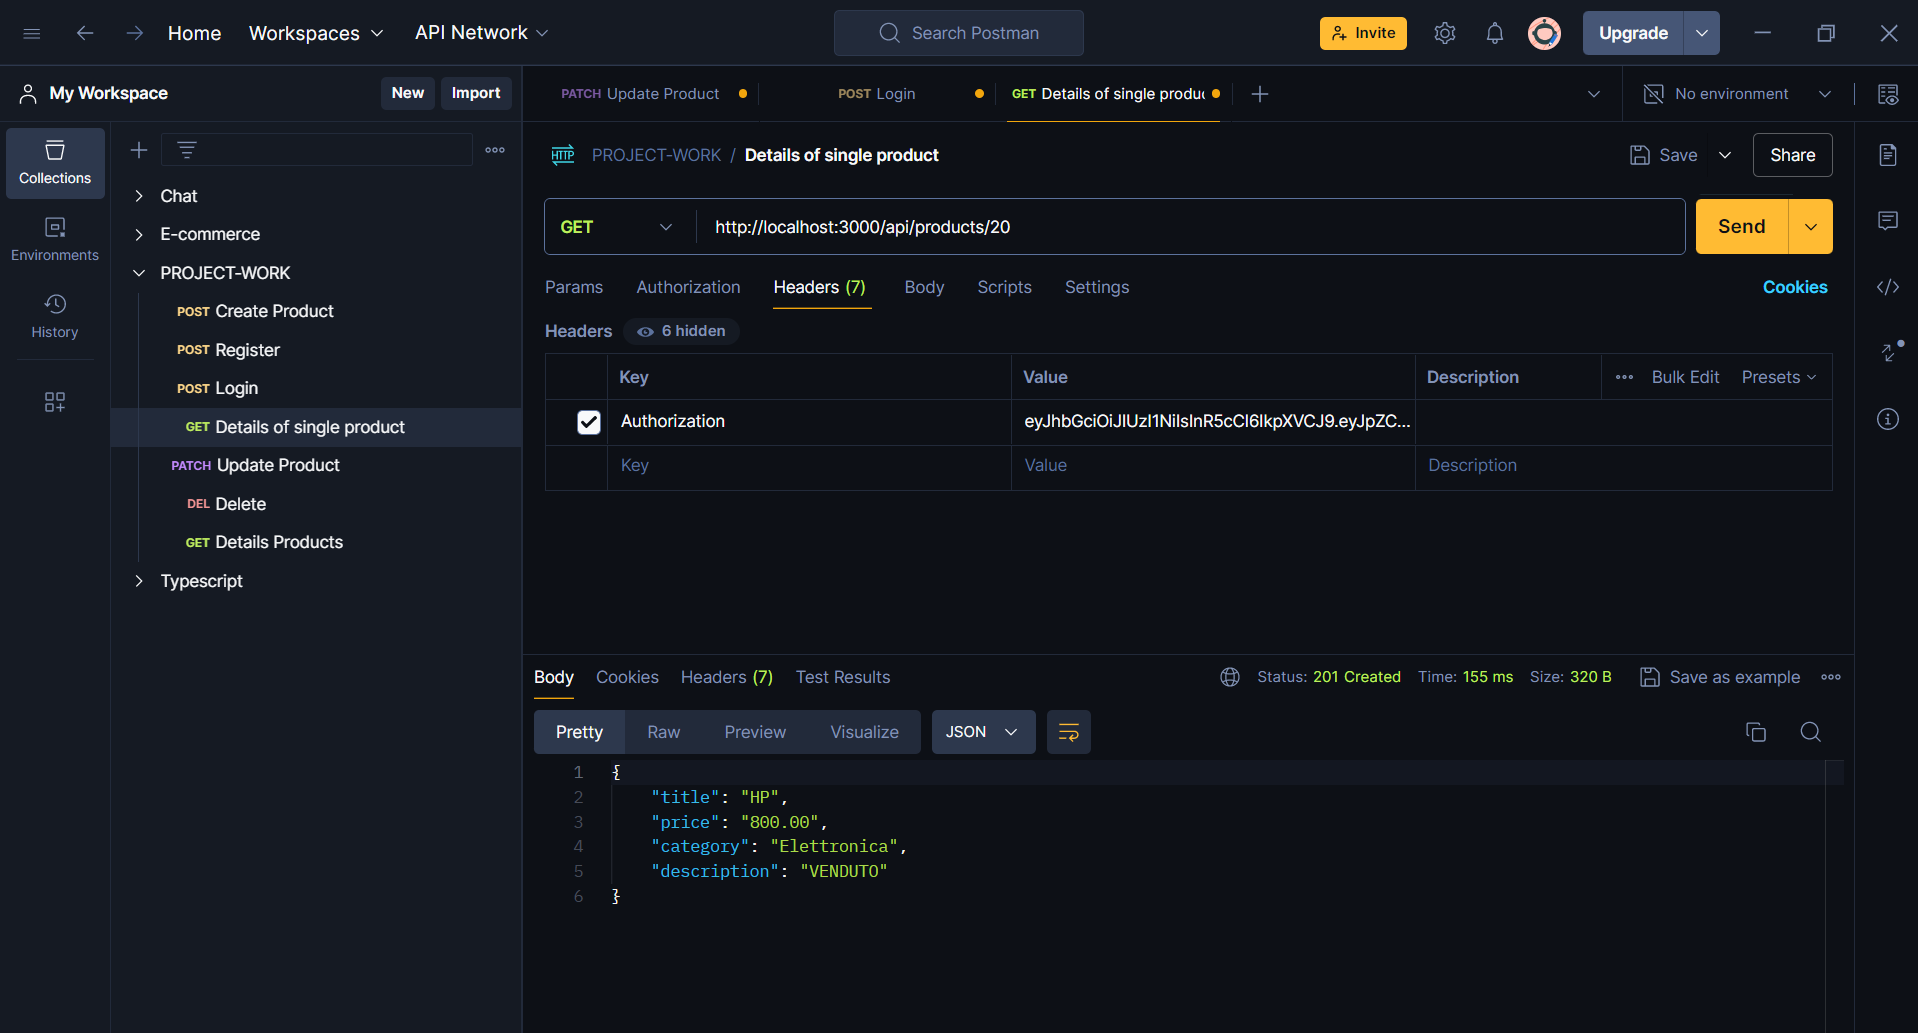 Home Workspaces API Network Search Postman Invite Upgrade
My Workspace New Import
PATCH Update Product POST Login GET Details of single produc No environment
Collections
Environments
History
Chat
E-commerce
PROJECT-WORK
POST Create Product
POST Register
POST Login
GET Details of single product
PATCH Update Product
DEL Delete
GET Details Products
Typescript
HTTP PROJECT-WORK / Details of single product Save Share
GET http://localhost:3000/api/products/20 Send
Params Authorization Headers (7) Body Scripts Settings Cookies
Headers 6 hidden
Key Value Description Bulk Edit Presets
Authorization eyJhbGciOiJIUzI1NiIsInR5cCI6IkpXVCJ9.eyJpZC...
Key Value Description
Body Cookies Headers (7) Test Results Status: 201 Created Time: 155 ms Size: 320 B Save as example
Pretty Raw Preview Visualize JSON
1 {
2 "title": "HP",
3 "price": "800.00",
4 "category": "Elettronica",
5 "description": "VENDUTO"
6 }